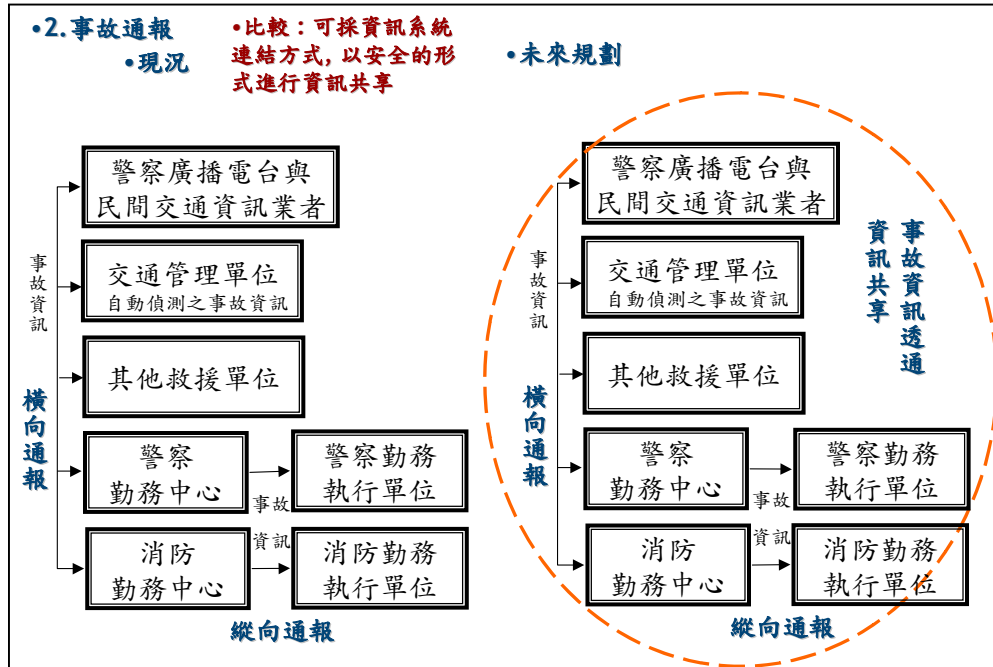 •2.事故通報
•現況
•比較：可採資訊系統
連結方式,以安全的形
式進行資訊共享
•未來規劃
警察廣播電台與
民間交通資訊業者
交通管理單位
自動偵測之事故資訊
其他救援單位
警察
勤務中心
警察勤務
執行單位
消防
勤務中心
消防勤務
執行單位
事故資訊
橫向通報
事故
資訊
縱向通報
警察廣播電台與
民間交通資訊業者
交通管理單位
自動偵測之事故資訊
其他救援單位
警察
勤務中心
警察勤務
執行單位
消防
勤務中心
消防勤務
執行單位
事故資訊
橫向通報
事故
資訊
縱向通報
事故資訊透通
資訊共享